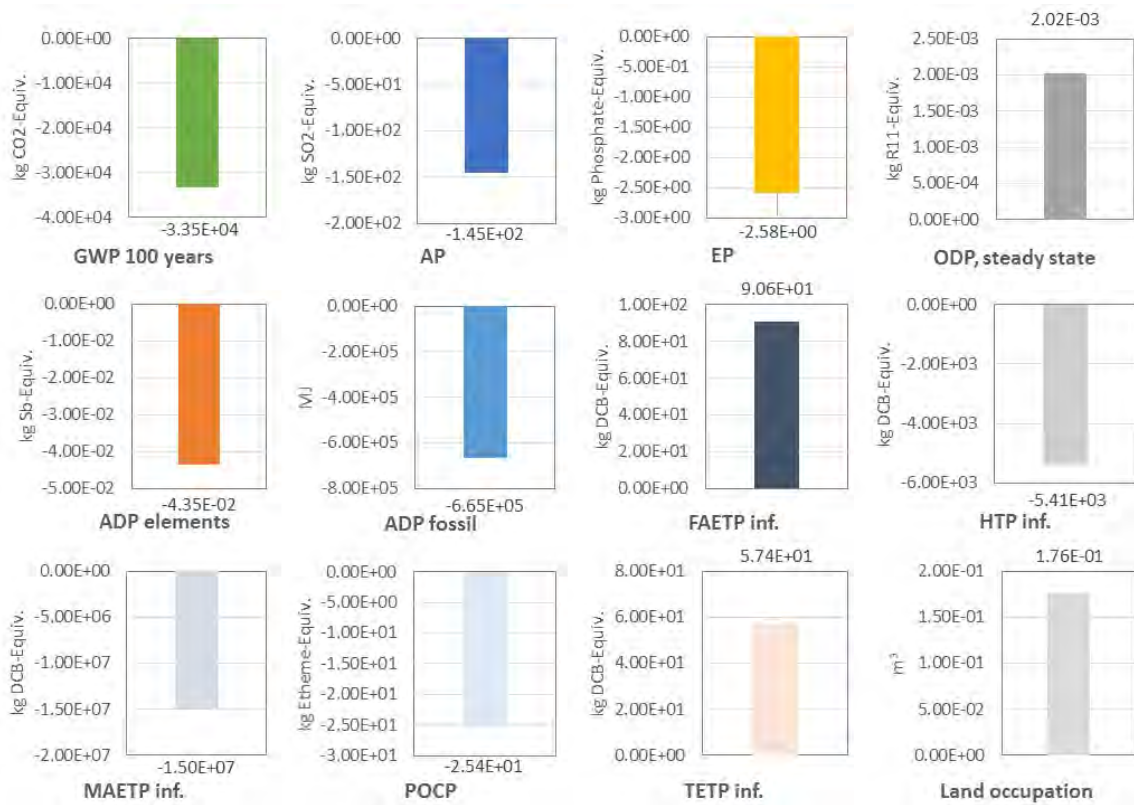 0.00E+00
-1.00E+04
-2.00E+04
-3.00E+04
-4.00E+04
kg CO2-Equiv.
-3.35E+04
GWP 100 years
0.00E+00
-5.00E+01
-1.00E+02
-1.50E+02
-2.00E+02
kg SO2-Equiv.
-1.45E+02
AP
0.00E+00
-5.00E-01
-1.00E+00
-1.50E+00
-2.00E+00
-2.50E+00
-3.00E+00
kg Phosphate-Equiv.
-2.58E+00
EP
2.02E-03
2.50E-03
2.00E-03
1.50E-03
1.00E-03
5.00E-04
0.00E+00
kg R11-Equiv.
ODP, steady state
0.00E+00
-1.00E-02
-2.00E-02
-3.00E-02
-4.00E-02
-5.00E-02
kg Sb-Equiv.
-4.35E-02
ADP elements
0.00E+00
-2.00E+05
-4.00E+05
-6.00E+05
-8.00E+05
MJ
-6.65E+05
ADP fossil
9.06E+01
1.00E+02
8.00E+01
6.00E+01
4.00E+01
2.00E+01
0.00E+00
kg DCB-Equiv.
FAETP inf.
0.00E+00
-2.00E+03
-4.00E+03
-6.00E+03
kg DCB-Equiv.
-5.41E+03
HTP inf.
0.00E+00
-5.00E+06
-1.00E+07
-1.50E+07
-2.00E+07
kg DCB-Equiv.
-1.50E+07
MAETP inf.
0.00E+00
-5.00E+00
-1.00E+01
-1.50E+01
-2.00E+01
-2.50E+01
-3.00E+01
kg Etheme-Equiv.
-2.54E+01
POCP
5.74E+01
8.00E+01
6.00E+01
4.00E+01
2.00E+01
0.00E+00
kg DCB-Equiv.
TETP inf.
1.76E-01
2.00E-01
1.50E-01
1.00E-01
5.00E-02
0.00E+00
m³
Land occupation